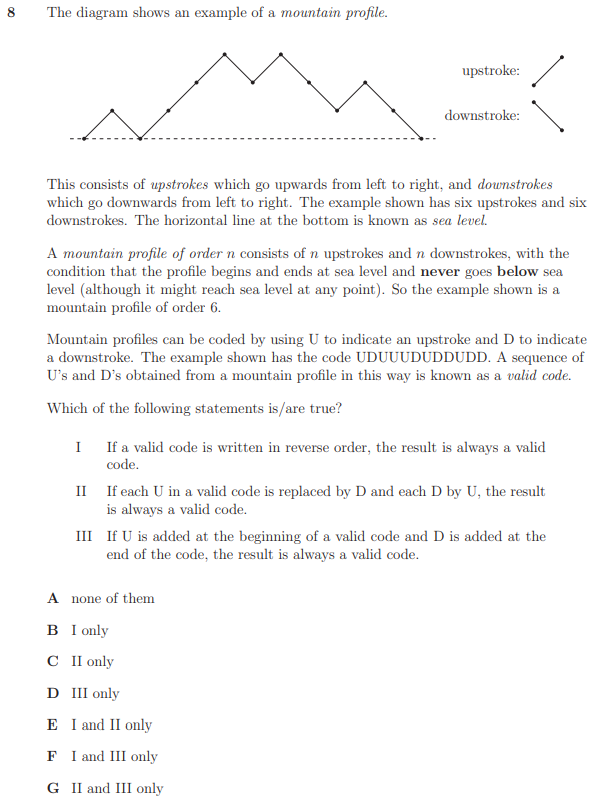 8 The diagram shows an example of a mountain profile.
upstroke:
downstroke:
This consists of upstrokes which go upwards from left to right, and downstrokes
which go downwards from left to right. The example shown has six upstrokes and six
downstrokes. The horizontal line at the bottom is known as sea level.
A mountain profile of order n consists of n upstrokes and n downstrokes, with the
condition that the profile begins and ends at sea level and never goes below sea
level (although it might reach sea level at any point). So the example shown is a
mountain profile of order 6.
Mountain profiles can be coded by using U to indicate an upstroke and D to indicate
a downstroke. The example shown has the code UDUUUDUDDUDD. A sequence of
U's and D's obtained from a mountain profile in this way is known as a valid code.
Which of the following statements is/are true?
I If a valid code is written in reverse order, the result is always a valid
code.
II If each U in a valid code is replaced by D and each D by U, the result
is always a valid code.
III If U is added at the beginning of a valid code and D is added at the
end of the code, the result is always a valid code.
A none of them
B I only
C II only
D III only
E I and II only
F I and III only
G II and III only